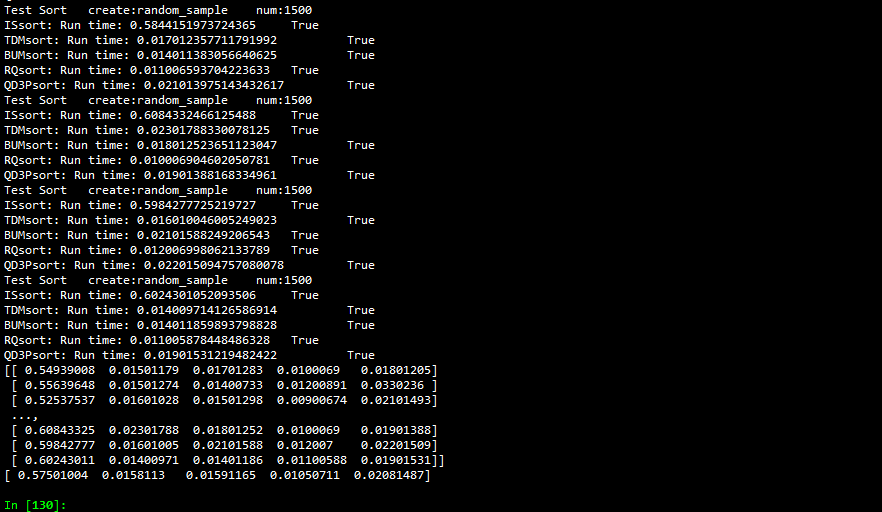 Test Sort   create:random_sample    num:1500
ISsort: Run time: 0.5844151973724365     True
TDMsort: Run time: 0.017012357711791992          True
BUMsort: Run time: 0.014011383056640625          True
RQsort: Run time: 0.011006593704223633   True
QD3Psort: Run time: 0.021013975143432617         True
Test Sort   create:random_sample    num:1500
ISsort: Run time: 0.6084332466125488     True
TDMsort: Run time: 0.02301788330078125   True
BUMsort: Run time: 0.018012523651123047          True
RQsort: Run time: 0.010006904602050781   True
QD3Psort: Run time: 0.01901388168334961          True
Test Sort   create:random_sample    num:1500
ISsort: Run time: 0.5984277725219727     True
TDMsort: Run time: 0.016010046005249023          True
BUMsort: Run time: 0.02101588249206543   True
RQsort: Run time: 0.012006998062133789   True
QD3Psort: Run time: 0.022015094757080078         True
Test Sort   create:random_sample    num:1500
ISsort: Run time: 0.6024301052093506     True
TDMsort: Run time: 0.014009714126586914          True
BUMsort: Run time: 0.014011859893798828          True
RQsort: Run time: 0.011005878448486328   True
QD3Psort: Run time: 0.01901531219482422          True
[[ 0.54939008  0.01501179  0.01701283  0.0100069   0.01801205]
 [ 0.55639648  0.01501274  0.01400733  0.01200891  0.0330236 ]
 [ 0.52537537  0.01601028  0.01501298  0.00900674  0.02101493]
 ...,
 [ 0.60843325  0.02301788  0.01801252  0.0100069   0.01901388]
 [ 0.59842777  0.01601005  0.02101588  0.012007    0.02201509]
 [ 0.60243011  0.01400971  0.01401186  0.01100588  0.01901531]]
[ 0.57501004  0.0158113   0.01591165  0.01050711  0.02081487]
In [130]: